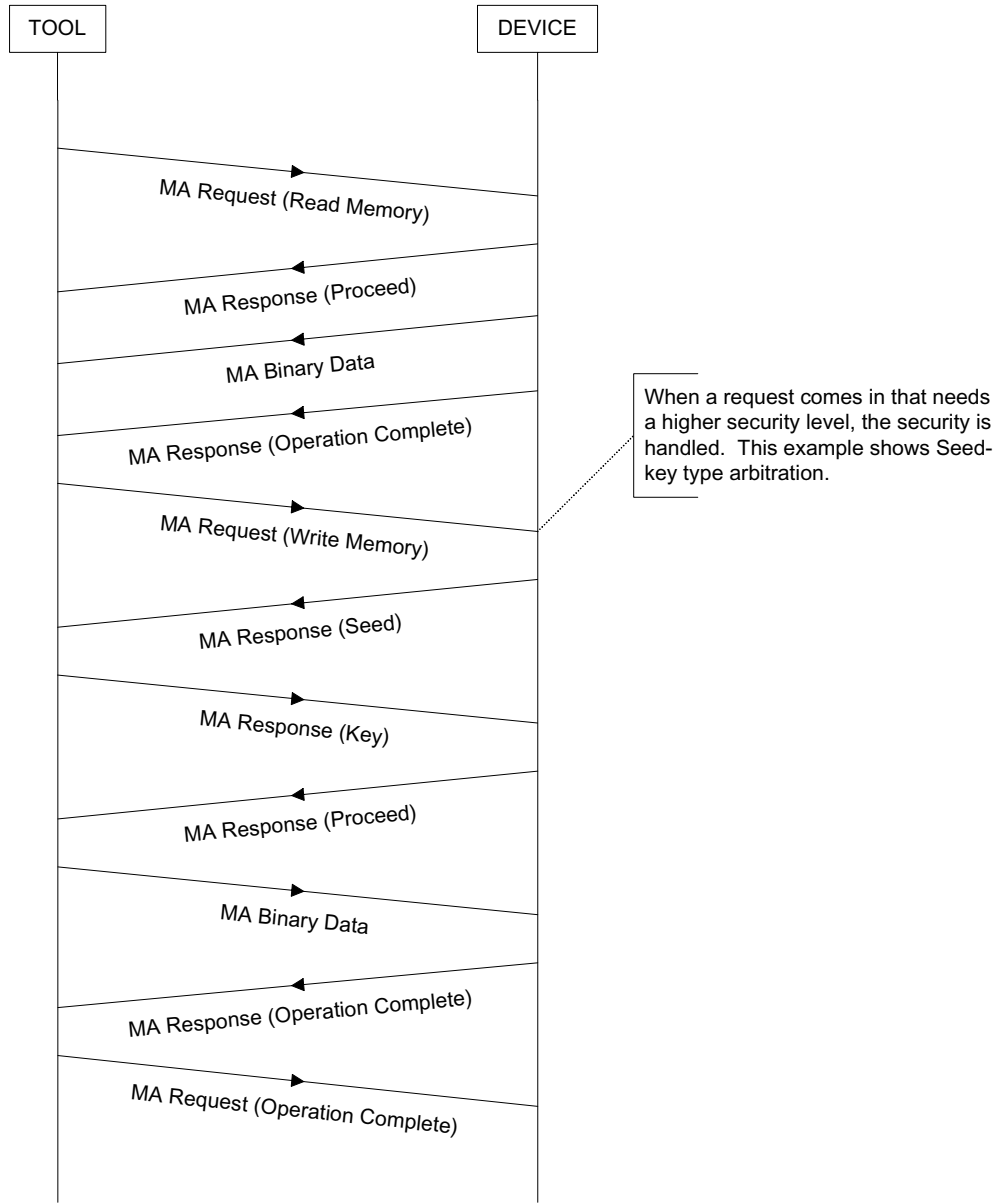 TOOL
DEVICE
MA Request (Read Memory)
MA Response (Proceed)
MA Binary Data
MA Response (Operation Complete)
When a request comes in that needs
a higher security level, the security is
handled.  This example shows Seed-
key type arbitration.
MA Request (Write Memory)
MA Response (Seed)
MA Response (Key)
MA Response (Proceed)
MA Binary Data
MA Response (Operation Complete)
MA Request (Operation Complete)